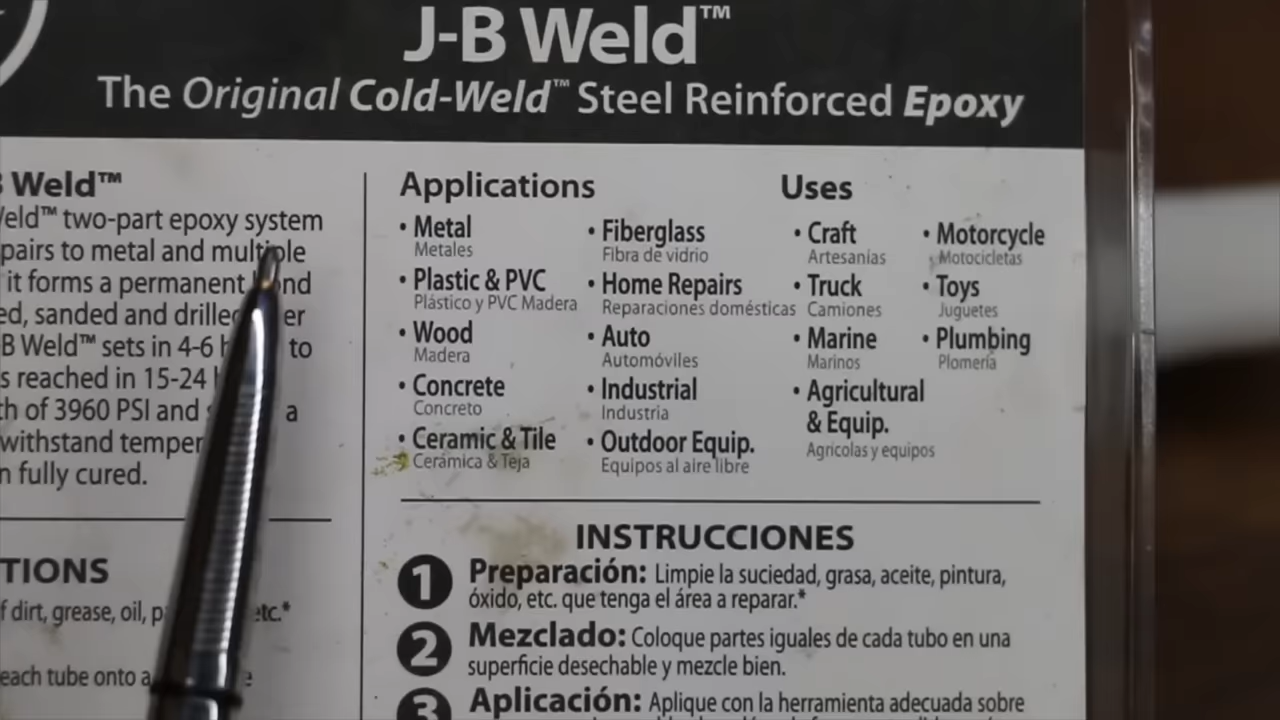 J-B Weld™
The Original Cold-Weld™ Steel Reinforced Epoxy
Weld™
Weld™ two-part epoxy system
pairs to metal and multiple
it forms a permanent
ed, sanded and drilled
B Weld™ sets in 4-6 to
s reached in 15-24
th of 3960 PSI and a
withstand temper
n fully cured.
TIONS
f dirt, grease, oil, etc.*
each tube onto a
Applications
• Metal
Metales
• Plastic & PVC
Plástico y PVC Madera
• Wood
Madera
• Concrete
Concreto
• Ceramic & Tile
Cerámica & Teja
• Fiberglass
Fibra de vidrio
• Home Repairs
Reparaciones domésticas
• Auto
Automóviles
• Industrial
Industria
• Outdoor Equip.
Equipos al aire libre
Uses
• Craft
Artesanías
• Truck
Camiones
• Marine
Marinos
• Agricultural
& Equip.
Agrícolas y equipos
• Motorcycle
Motocicletas
• Toys
Juguetes
• Plumbing
Plomería
INSTRUCCIONES
1 Preparación: Limpie la suciedad, grasa, aceite, pintura,
óxido, etc. que tenga el área a reparar.*
2 Mezclado: Coloque partes iguales de cada tubo en una
superficie desechable y mezcle bien.
3 Aplicación: Aplique con la herramienta adecuada sobre